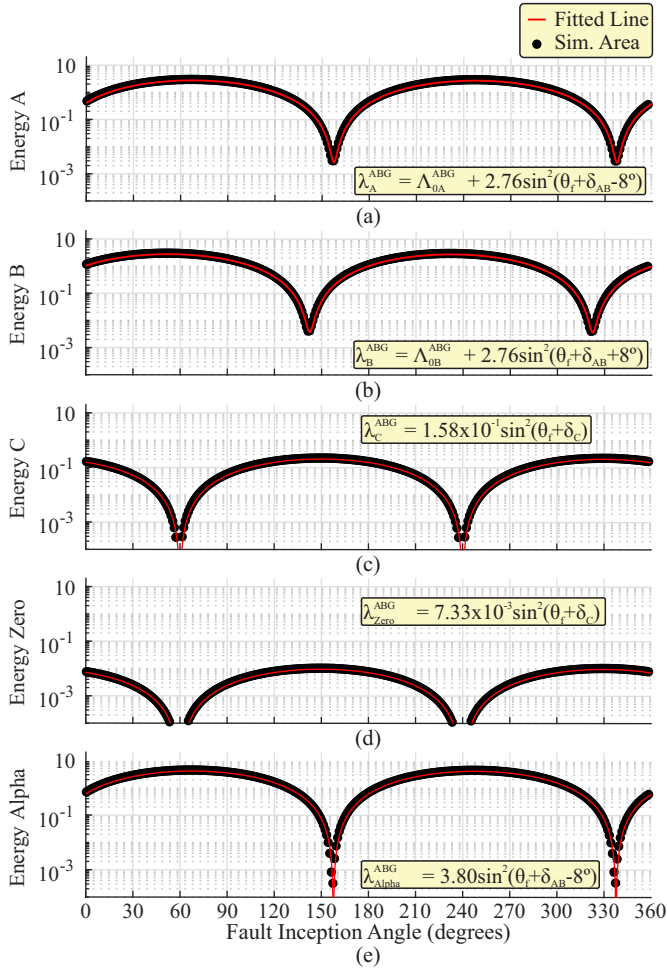 Fitted Line
Sim. Area
Energy A
10
10⁻¹
10⁻³
λ_A^ABG = Λ_0A^ABG + 2.76sin²(θ_f+δ_AB-8º)
(a)
Energy B
10
10⁻¹
10⁻³
λ_B^ABG = Λ_0B^ABG + 2.76sin²(θ_f+δ_AB+8º)
(b)
Energy C
10
10⁻¹
10⁻³
λ_C^ABG = 1.58x10⁻¹sin²(θ_f+δ_C)
(c)
Energy Zero
10
10⁻¹
10⁻³
λ_Zero^ABG = 7.33x10⁻³sin²(θ_f+δ_C)
(d)
Energy Alpha
10
10⁻¹
10⁻³
λ_Alpha^ABG = 3.80sin²(θ_f+δ_AB-8º)
0 30 60 90 120 150 180 210 240 270 300 330 360
Fault Inception Angle (degrees)
(e)